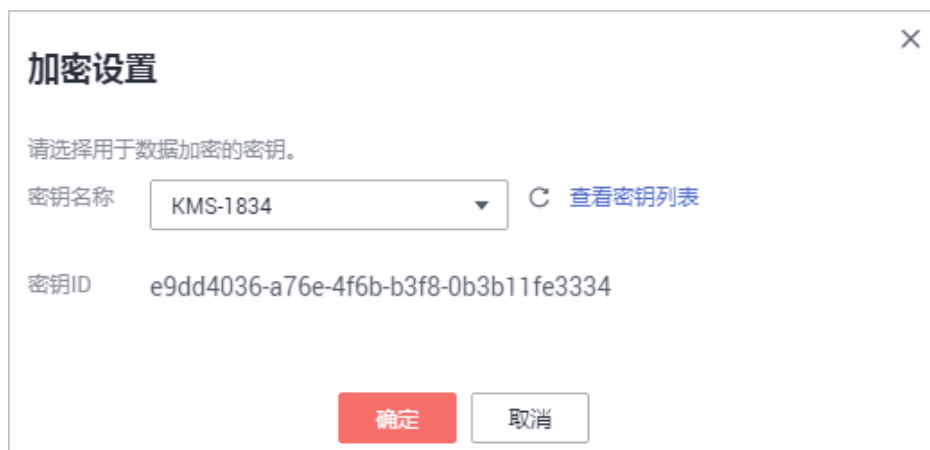 加密设置
请选择用于数据加密的密钥。
密钥名称 KMS-1834 查看密钥列表
密钥ID e9dd4036-a76e-4f6b-b3f8-0b3b11fe3334
确定 取消